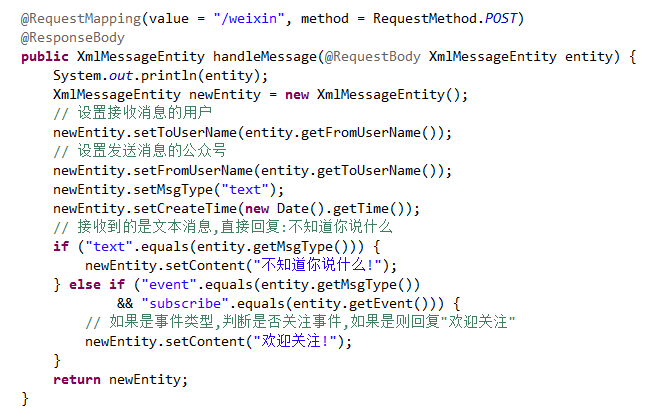 @RequestMapping(value = "/weixin", method = RequestMethod.POST)
@ResponseBody
public XmlMessageEntity handleMessage(@RequestBody XmlMessageEntity entity) {
    System.out.println(entity);
    XmlMessageEntity newEntity = new XmlMessageEntity();
    // 设置接收消息的用户
    newEntity.setToUserName(entity.getFromUserName());
    // 设置发送消息的公众号
    newEntity.setFromUserName(entity.getToUserName());
    newEntity.setMsgType("text");
    newEntity.setCreateTime(new Date().getTime());
    // 接收到的是文本消息,直接回复:不知道你说什么
    if ("text".equals(entity.getMsgType())) {
        newEntity.setContent("不知道你说什么!");
    } else if ("event".equals(entity.getMsgType())
            && "subscribe".equals(entity.getEvent())) {
        // 如果是事件类型,判断是否关注事件,如果是则回复"欢迎关注"
        newEntity.setContent("欢迎关注!");
    }
    return newEntity;
}